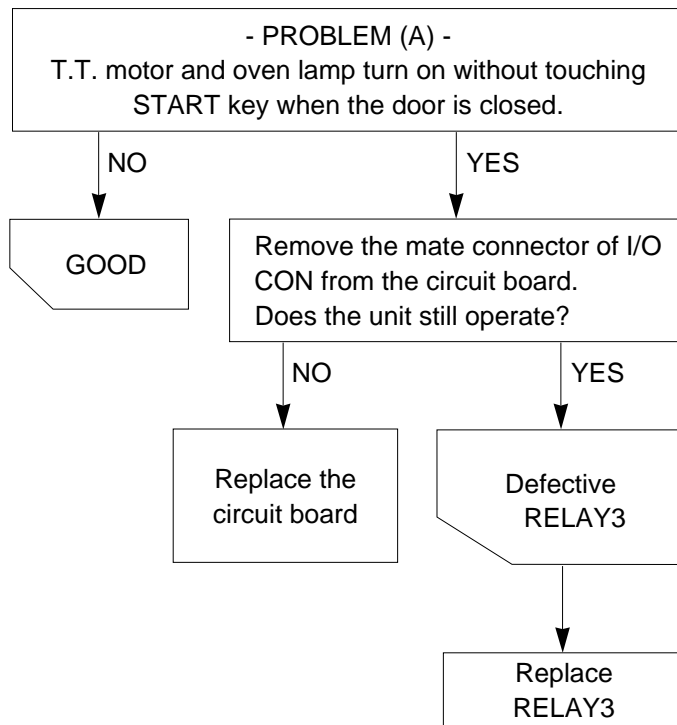 - PROBLEM (A) -
T.T. motor and oven lamp turn on without touching
START key when the door is closed.
NO
YES
GOOD
Remove the mate connector of I/O
CON from the circuit board.
Does the unit still operate?
NO
YES
Replace the
circuit board
Defective
RELAY3
Replace
RELAY3